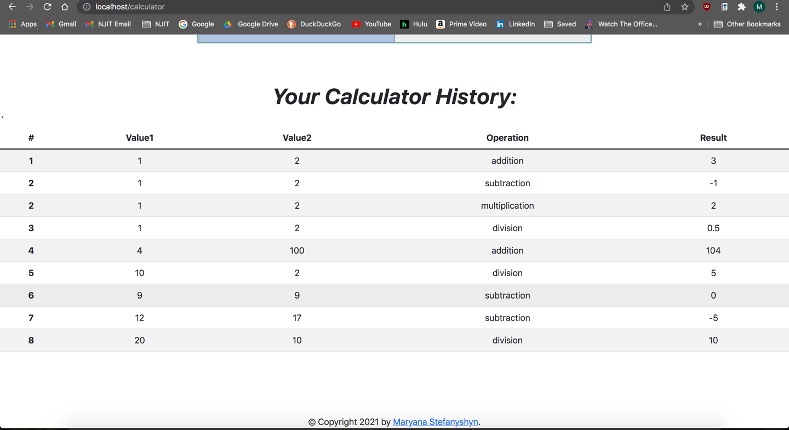 localhost/calculator
Apps Gmail NJIT Email NJIT Google Google Drive DuckDuckGo YouTube Hulu Prime Video LinkedIn Saved Watch The Office... » Other Bookmarks
Your Calculator History:
`
# Value1 Value2 Operation Result
1 1 2 addition 3
2 1 2 subtraction -1
2 1 2 multiplication 2
3 1 2 division 0.5
4 4 100 addition 104
5 10 2 division 5
6 9 9 subtraction 0
7 12 17 subtraction -5
8 20 10 division 10
© Copyright 2021 by Maryana Stefanyshyn.